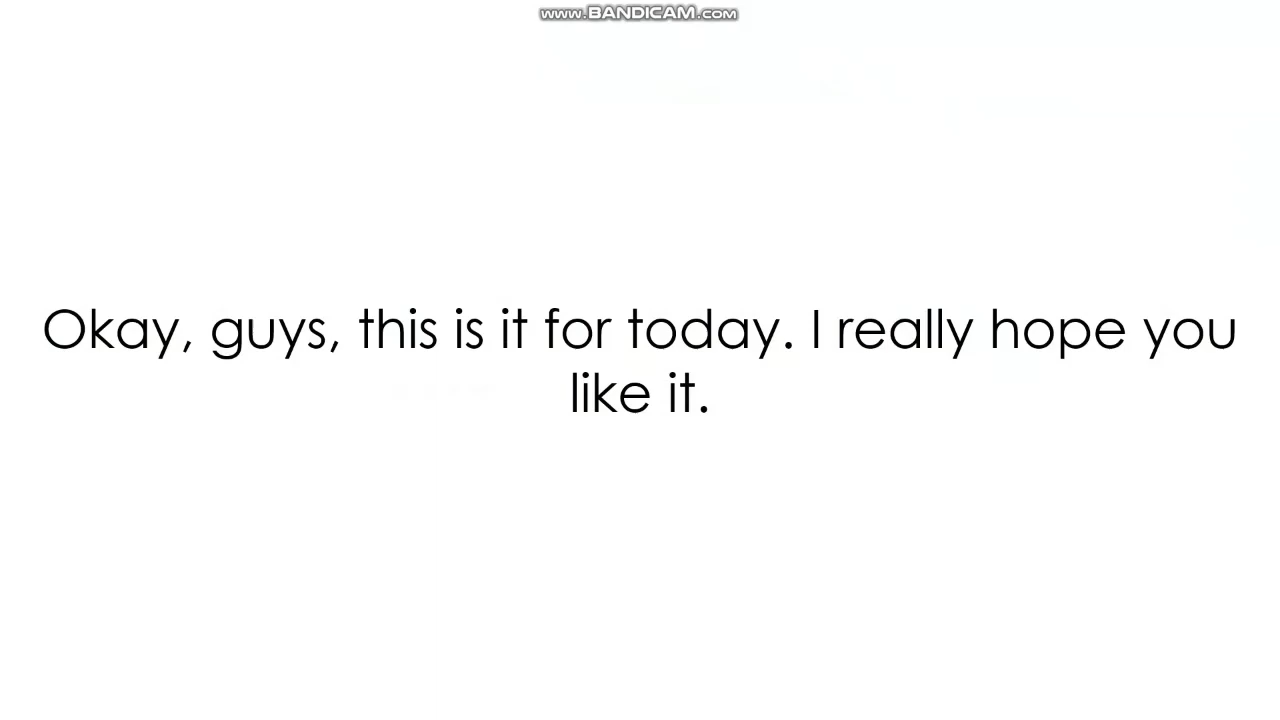 www.BANDICAM.com
Okay, guys, this is it for today. I really hope you
like it.